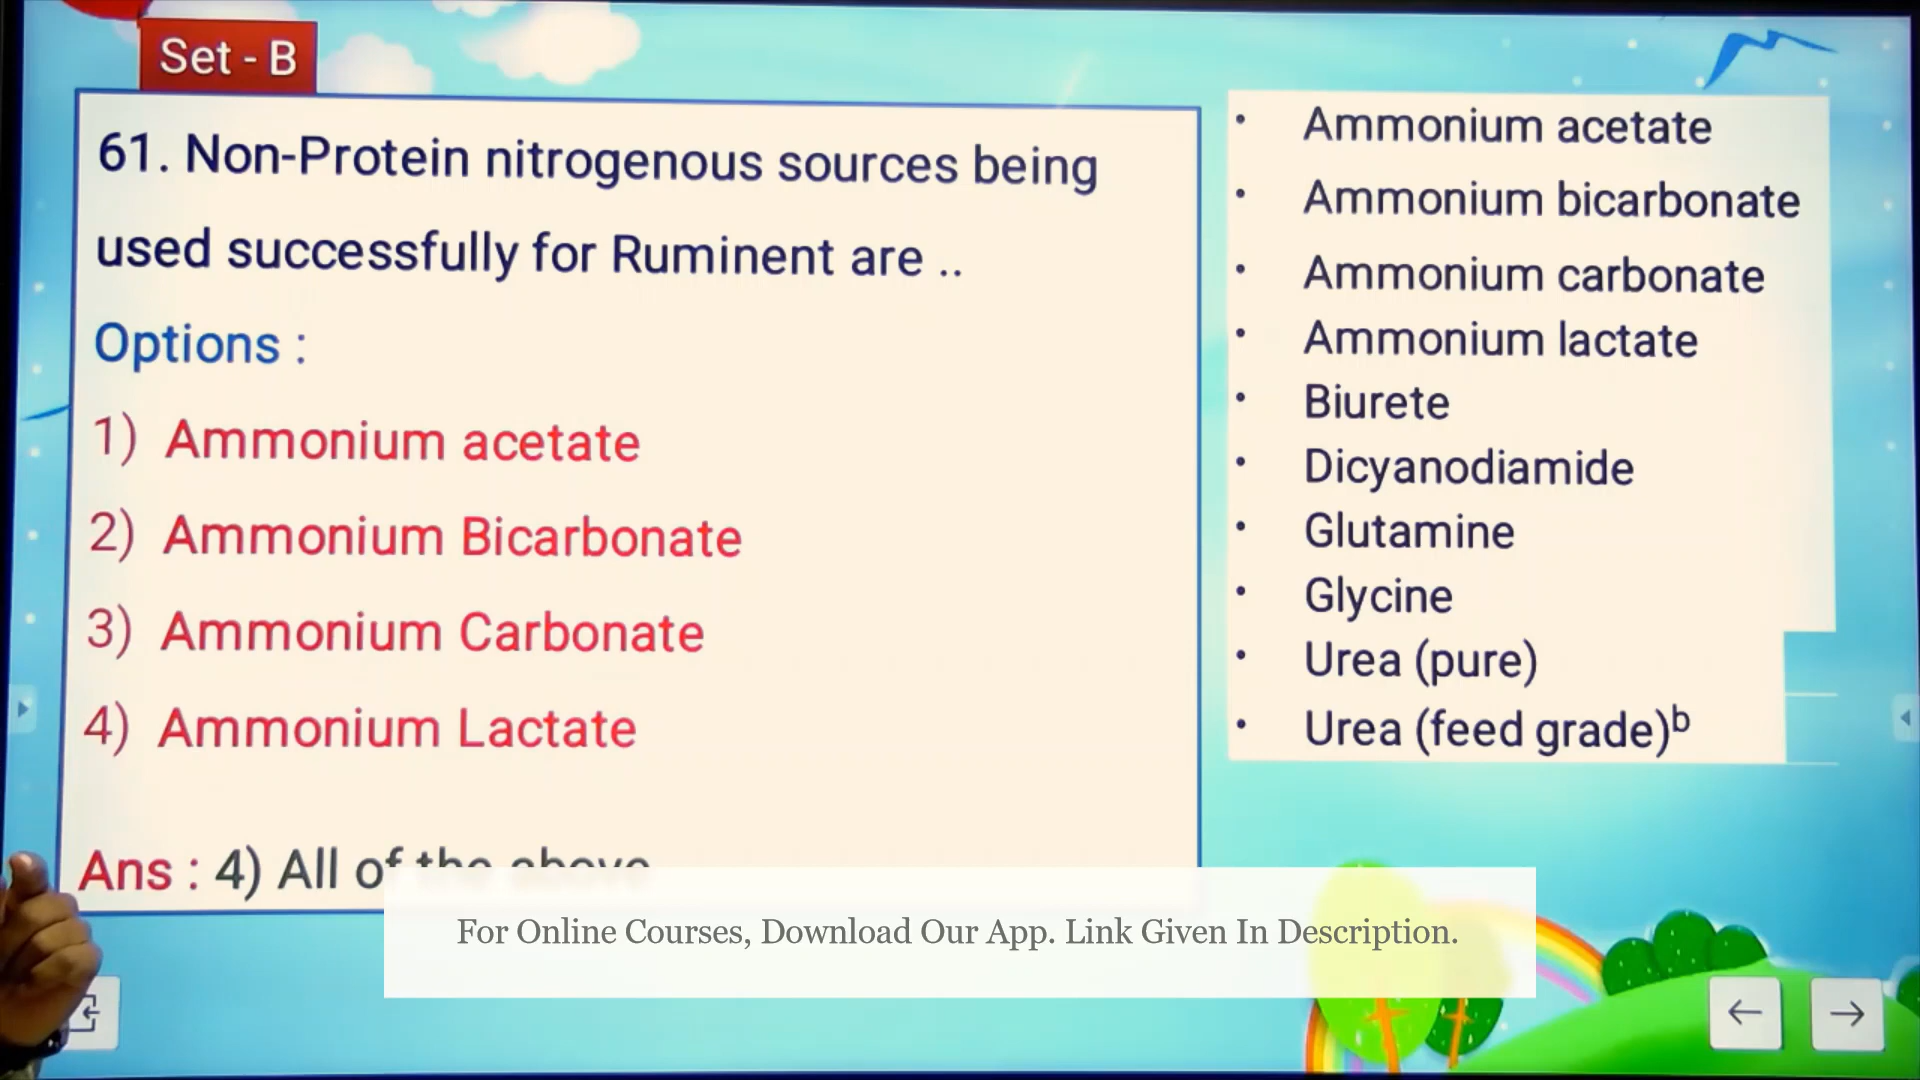 Set - B
61. Non-Protein nitrogenous sources being
used successfully for Ruminent are ..
Options :
1) Ammonium acetate
2) Ammonium Bicarbonate
3) Ammonium Carbonate
4) Ammonium Lactate
Ans : 4) All of the above
• Ammonium acetate
• Ammonium bicarbonate
• Ammonium carbonate
• Ammonium lactate
• Biurete
• Dicyanodiamide
• Glutamine
• Glycine
• Urea (pure)
• Urea (feed grade)b
For Online Courses, Download Our App. Link Given In Description.